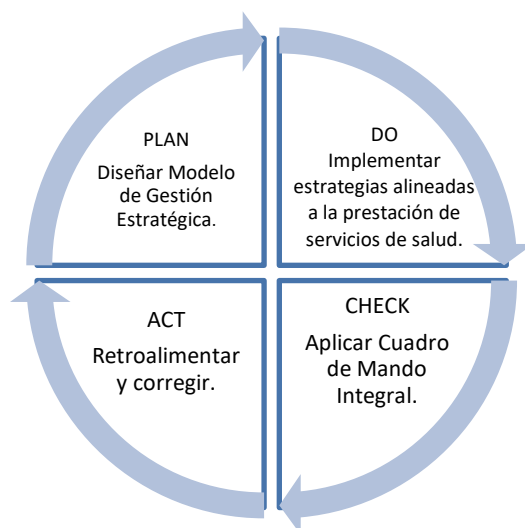 PLAN
Diseñar Modelo
de Gestión
Estratégica.
DO
Implementar
estrategias alineadas
a la prestación de
servicios de salud.
ACT
Retroalimentar
y corregir.
CHECK
Aplicar Cuadro
de Mando
Integral.